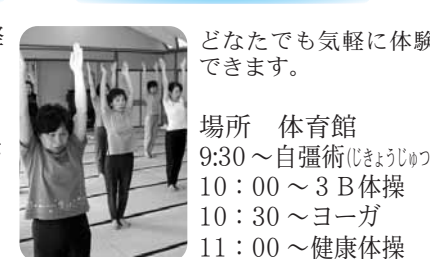 どなたでも気軽に体験
できます。
場所　体育館
9:30～自彊術(じきょうじゅつ
10：00～３Ｂ体操
10：30～ヨーガ
11：00～健康体操